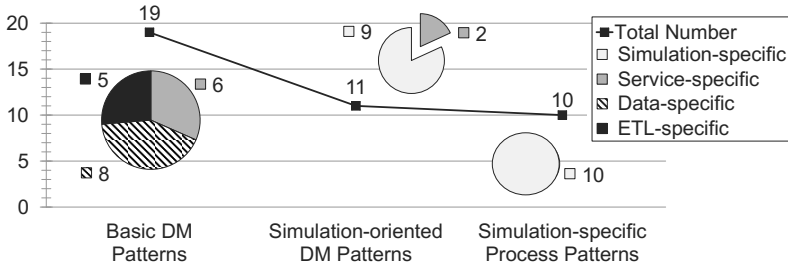 20
15
10
5
0
19
11
10
5
6
8
9
2
10
Basic DM
Patterns
Simulation-oriented
DM Patterns
Simulation-specific
Process Patterns
Total Number
Simulation-specific
Service-specific
Data-specific
ETL-specific